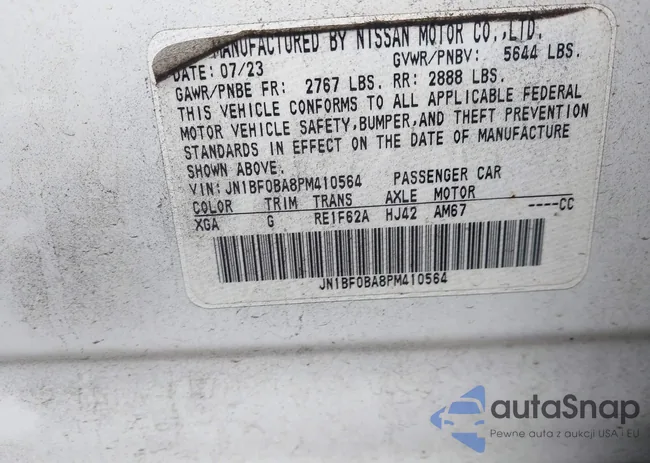 MANUFACTURED BY NISSAN MOTOR CO.,LTD.
DATE: 07/23 GVWR/PNBV: 5644 LBS.
GAWR/PNBE FR: 2767 LBS. RR: 2888 LBS.
THIS VEHICLE CONFORMS TO ALL APPLICABLE FEDERAL
MOTOR VEHICLE SAFETY,BUMPER,AND THEFT PREVENTION
STANDARDS IN EFFECT ON THE DATE OF MANUFACTURE
SHOWN ABOVE.
VIN: JN1BF0BA8PM410564 PASSENGER CAR
COLOR TRIM TRANS AXLE MOTOR
XGA G RE1F62A HJ42 AM67 ----CC
JN1BF0BA8PM410564
autaSnap
Pewne auta z aukcji USA i EU